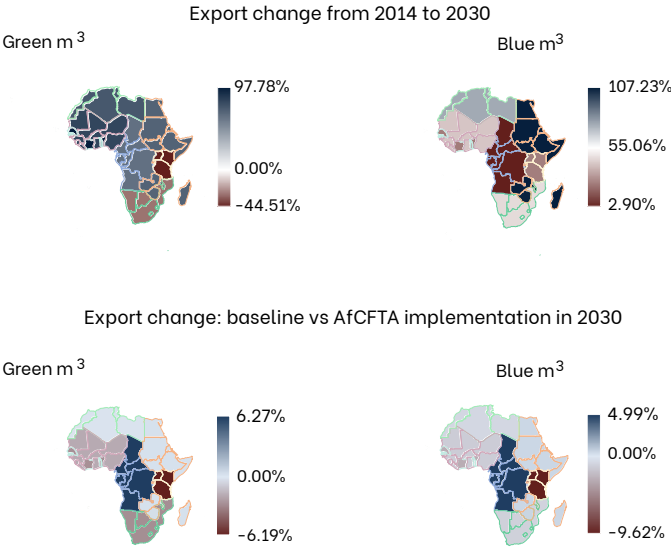 Export change from 2014 to 2030
Green m 3
Blue m3
97.78%
0.00%
−44.51%
107.23%
55.06%
2.90%
Export change: baseline vs AfCFTA implementation in 2030
Green m 3
Blue m3
6.27%
0.00%
−6.19%
4.99%
0.00%
−9.62%